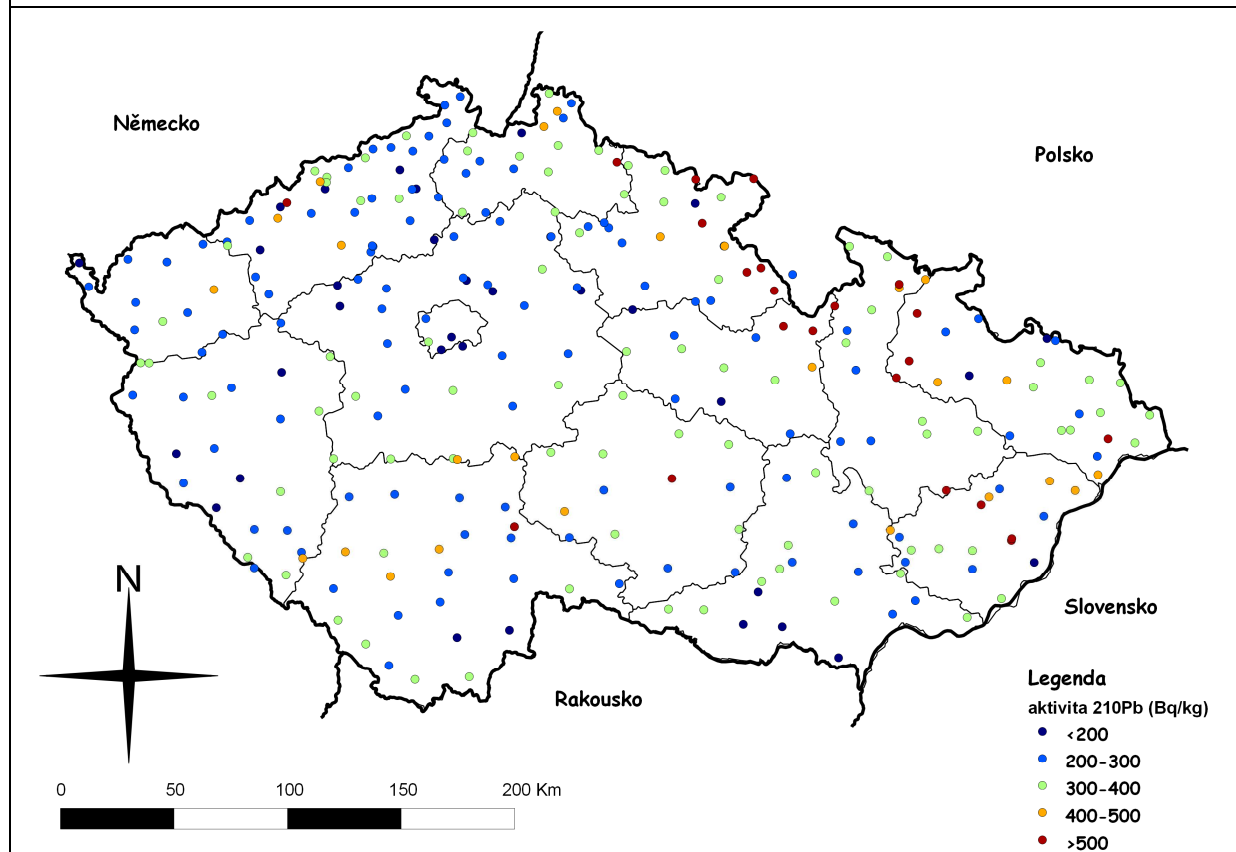 Německo
Polsko
N
Slovensko
Rakousko
Legenda
aktivita 210Pb (Bq/kg)
<200
200-300
300-400
400-500
>500
0 50 100 150 200 Km